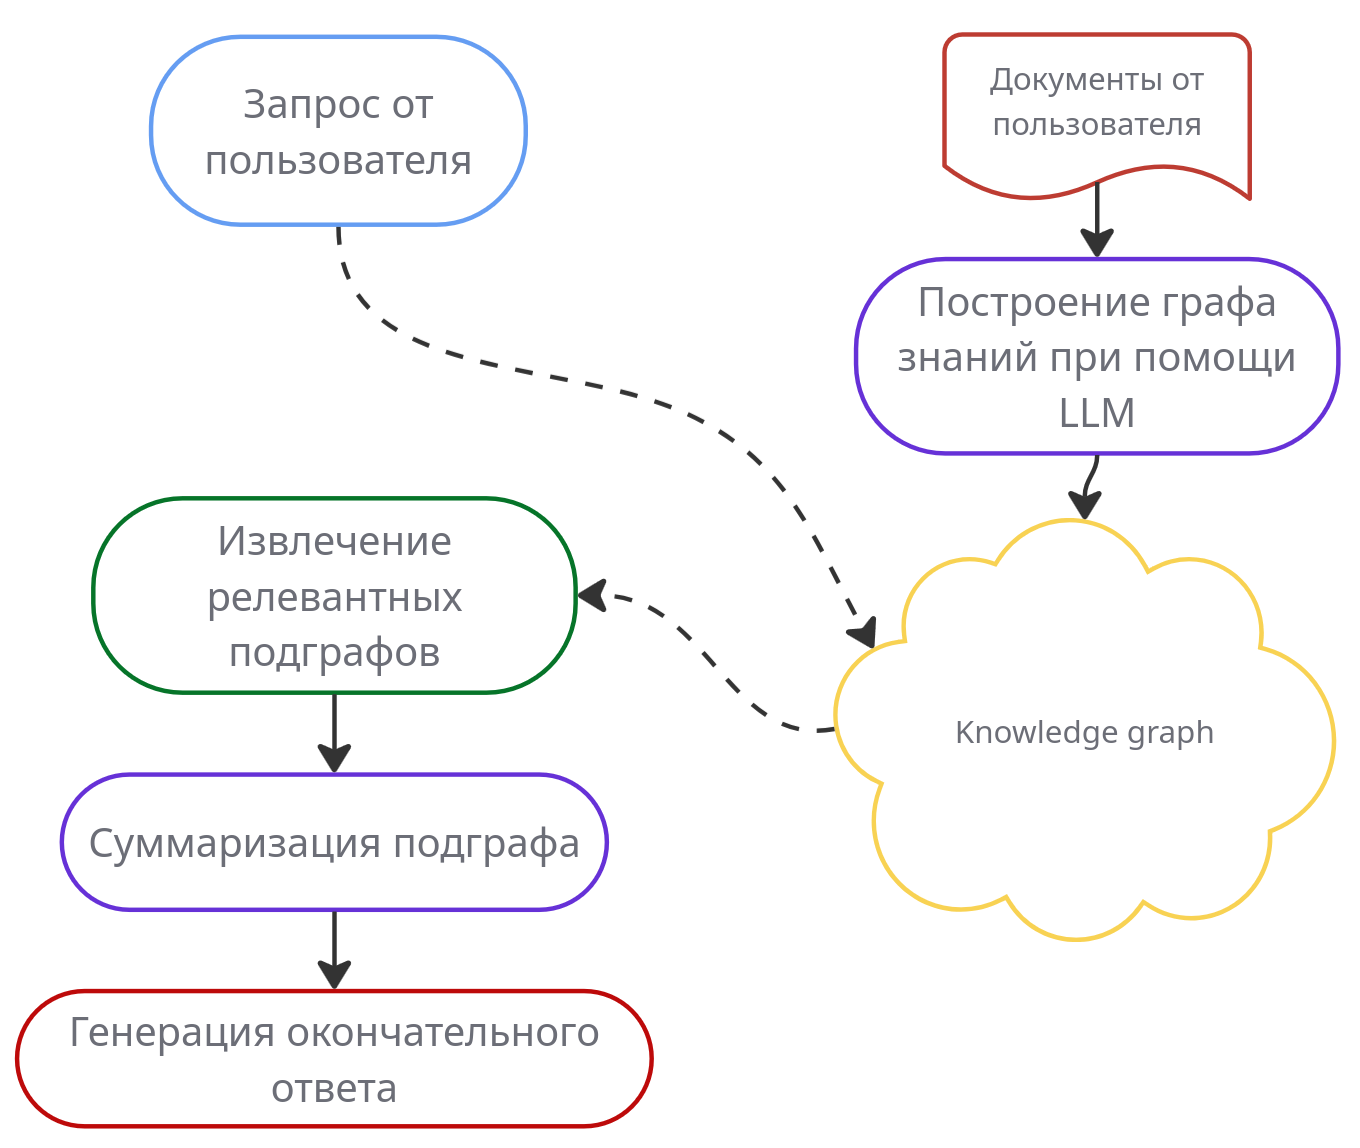 Запрос от
пользователя
Документы от
пользователя
Построение графа
знаний при помощи
LLM
Извлечение
релевантных
подграфов
Knowledge graph
Суммаризация подграфа
Генерация окончательного
ответа